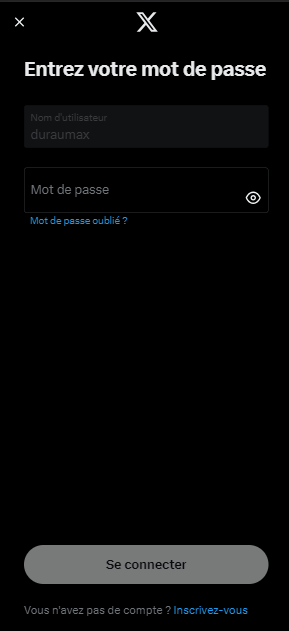 Entrez votre mot de passe
Nom d'utilisateur
duraumax
Mot de passe
Mot de passe oublié ?
Se connecter
Vous n'avez pas de compte ? Inscrivez-vous